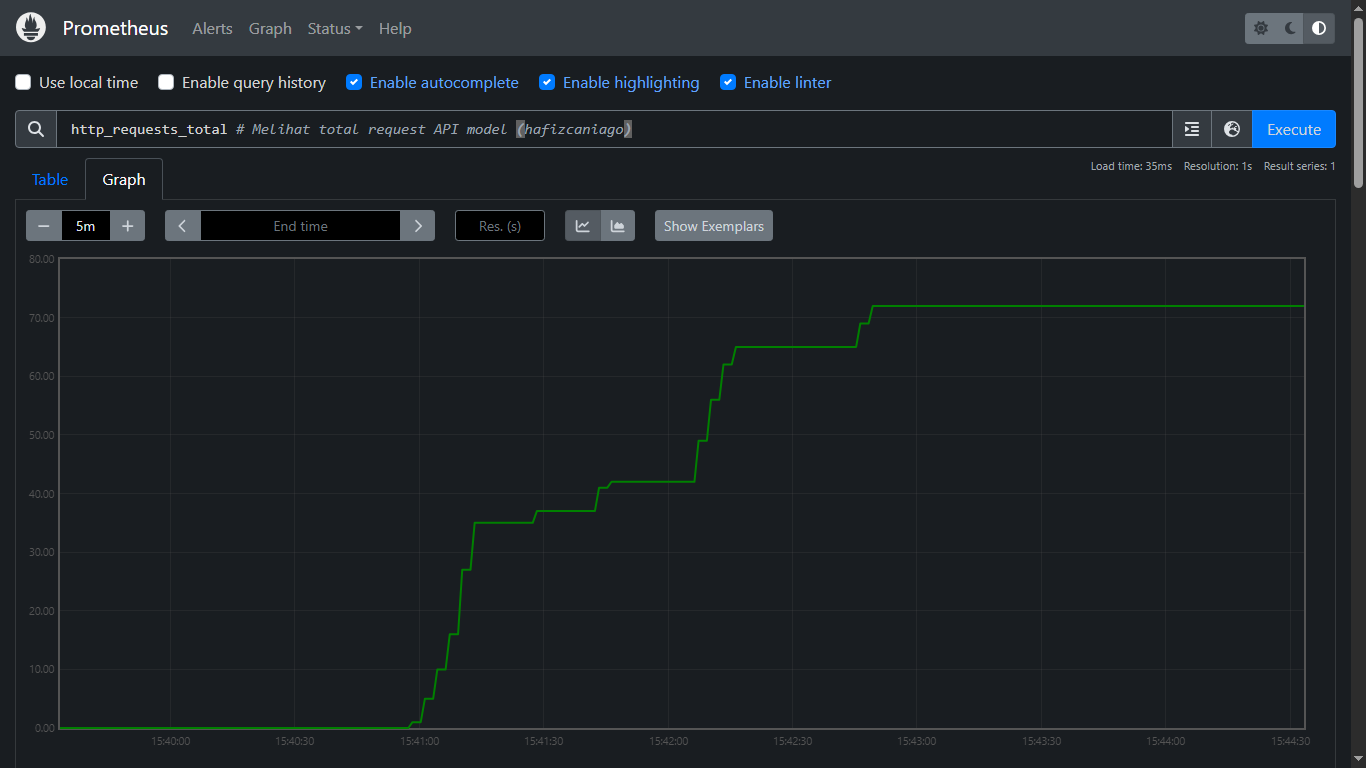 Prometheus Alerts Graph Status Help
Use local time Enable query history Enable autocomplete Enable highlighting Enable linter
http_requests_total # Melihat total request API model (hafizcaniago) Execute
Load time: 35ms Resolution: 1s Result series: 1
Table Graph
5m End time Res. (s) Show Exemplars
80.00
70.00
60.00
50.00
40.00
30.00
20.00
10.00
0.00
15:40:00 15:40:30 15:41:00 15:41:30 15:42:00 15:42:30 15:43:00 15:43:30 15:44:00 15:44:30